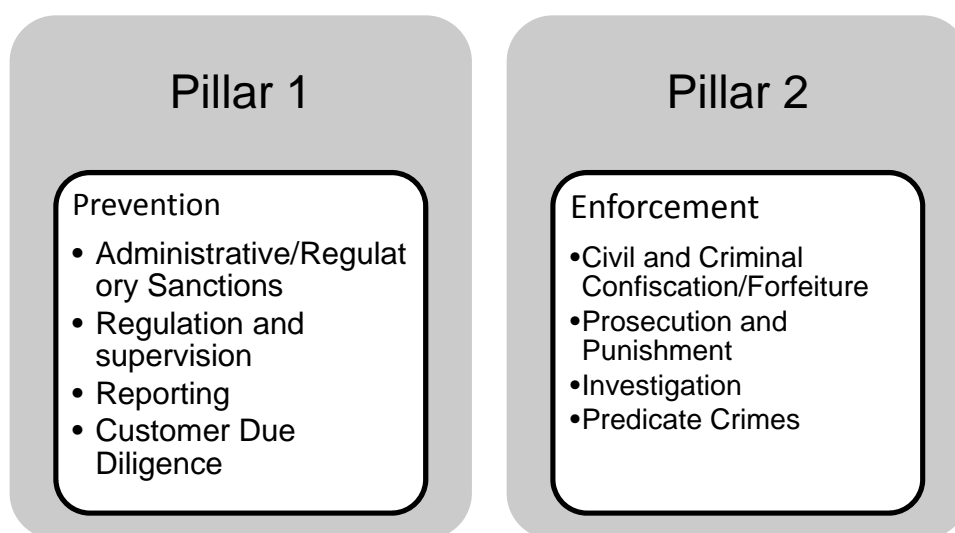 Pillar 1
Prevention
• Administrative/Regulat
ory Sanctions
• Regulation and
supervision
• Reporting
• Customer Due
Diligence
Pillar 2
Enforcement
•Civil and Criminal
Confiscation/Forfeiture
•Prosecution and
Punishment
•Investigation
•Predicate Crimes